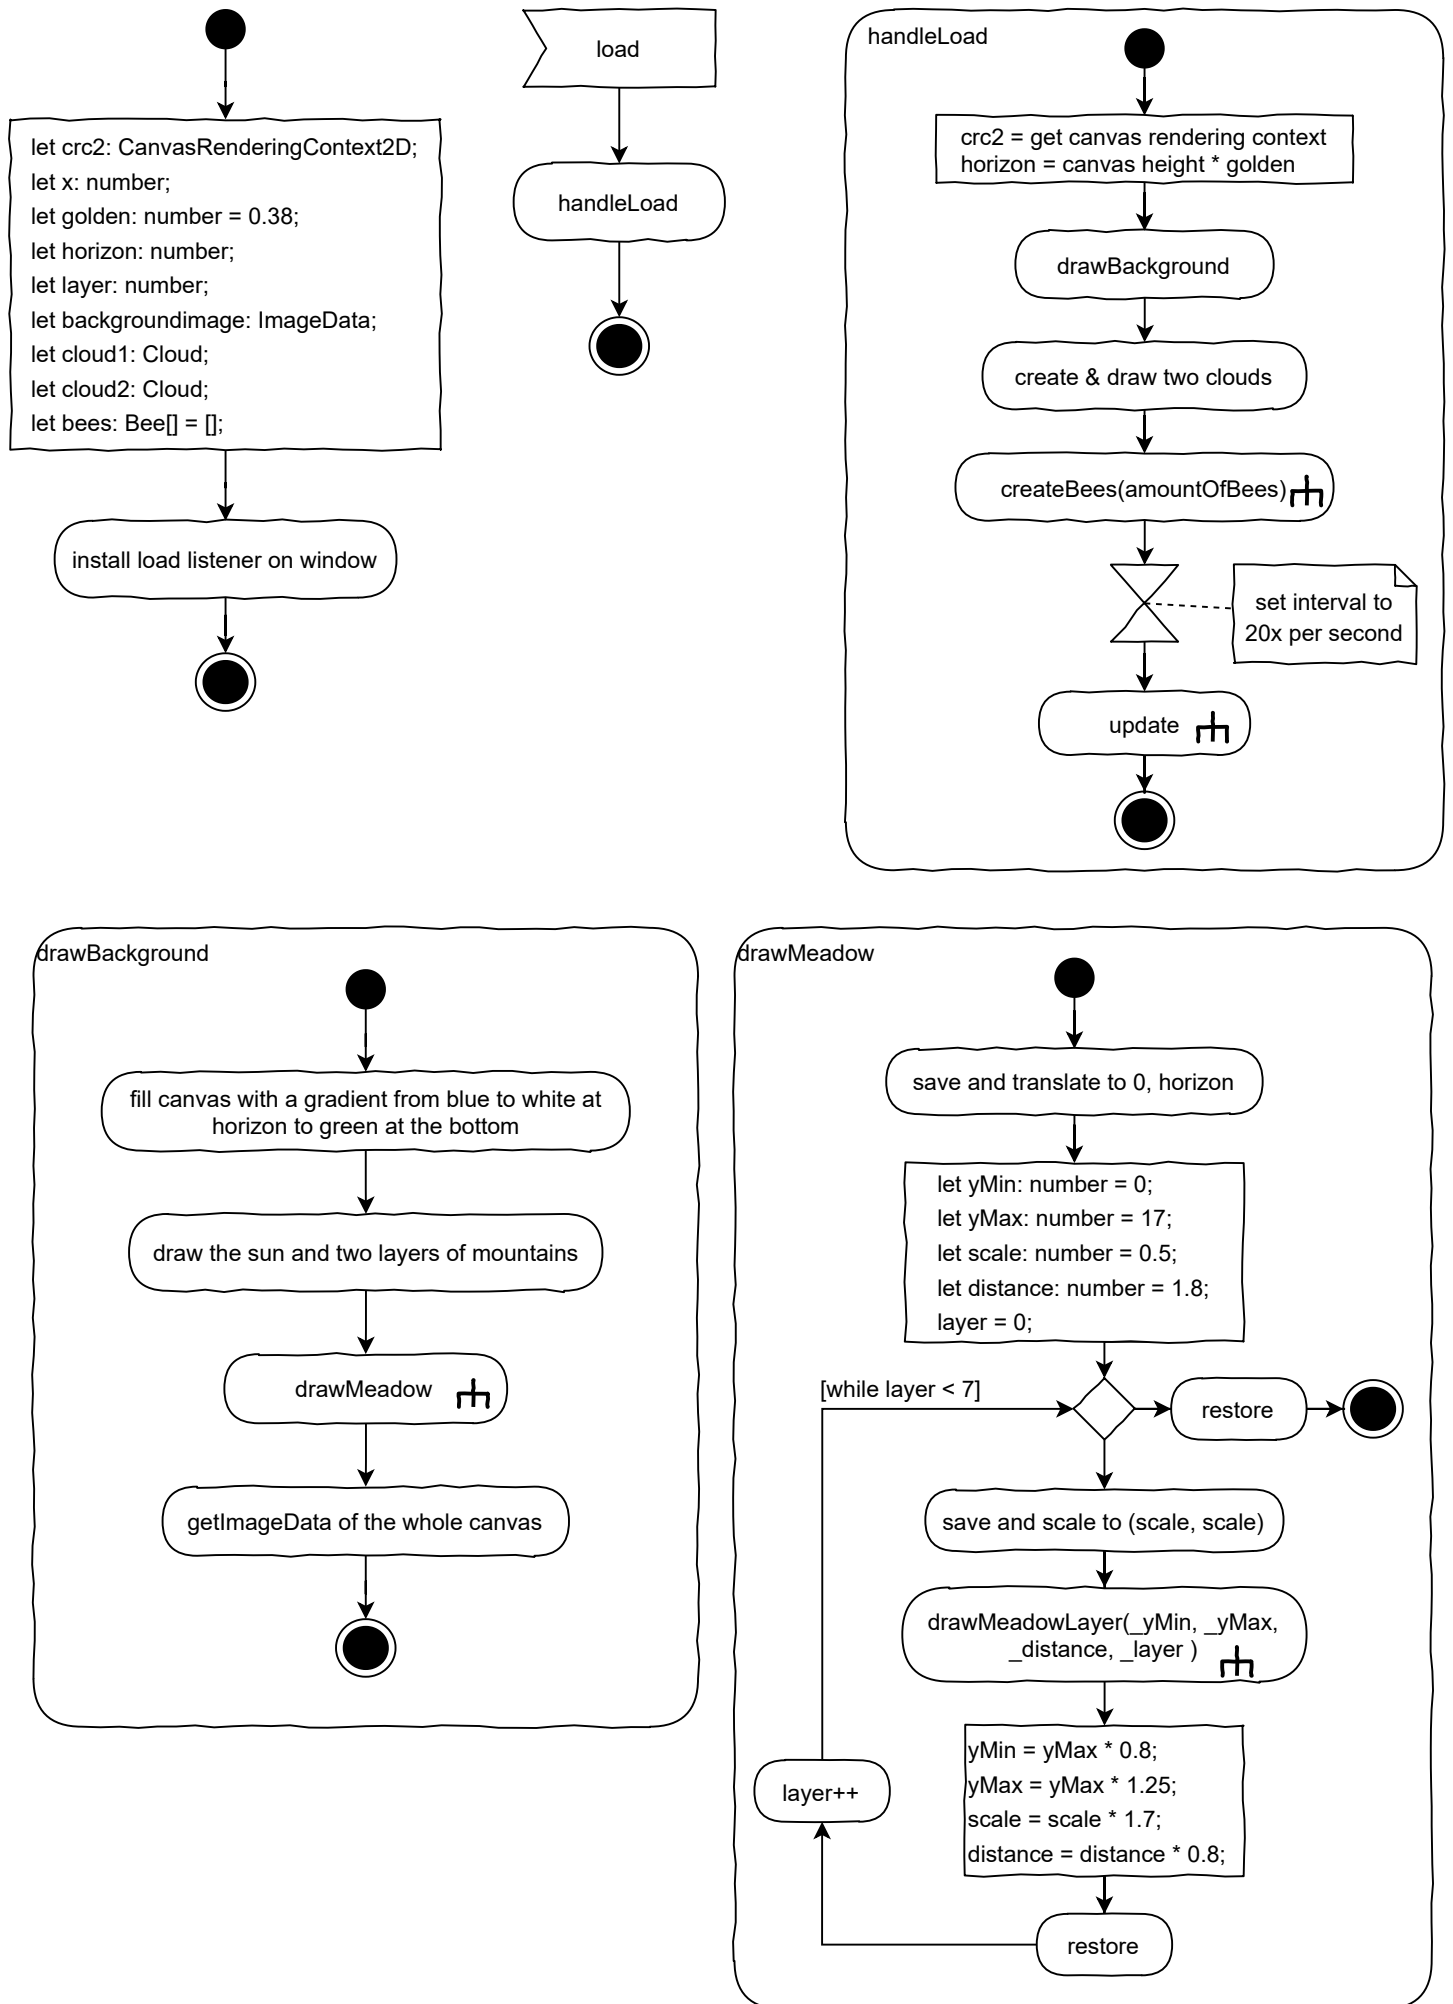 let crc2: CanvasRenderingContext2D;
let x: number;
let golden: number = 0.38;
let horizon: number;
let layer: number;
let backgroundimage: ImageData;
let cloud1: Cloud;
let cloud2: Cloud;
let bees: Bee[] = [];
install load listener on window
load
handleLoad
handleLoad
crc2 = get canvas rendering context
horizon = canvas height * golden
drawBackground
create & draw two clouds
createBees(amountOfBees)
set interval to
20x per second
update
drawBackground
fill canvas with a gradient from blue to white at
horizon to green at the bottom
draw the sun and two layers of mountains
drawMeadow
getImageData of the whole canvas
drawMeadow
save and translate to 0, horizon
let yMin: number = 0;
let yMax: number = 17;
let scale: number = 0.5;
let distance: number = 1.8;
layer = 0;
[while layer < 7]
restore
save and scale to (scale, scale)
drawMeadowLayer(_yMin, _yMax,
_distance, _layer )
yMin = yMax * 0.8;
yMax = yMax * 1.25;
scale = scale * 1.7;
distance = distance * 0.8;
layer++
restore